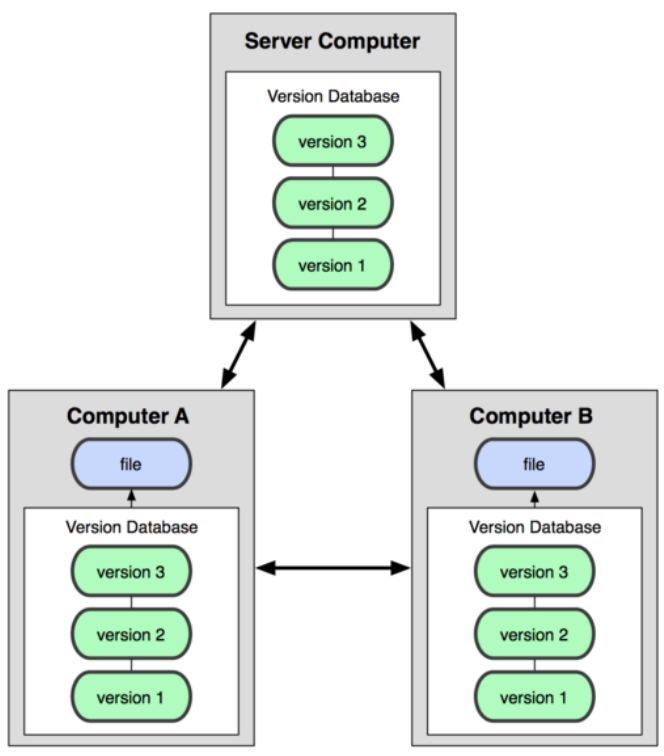 Server Computer
Version Database
version 3
version 2
version 1
Computer A
file
Version Database
version 3
version 2
version 1
Computer B
file
Version Database
version 3
version 2
version 1